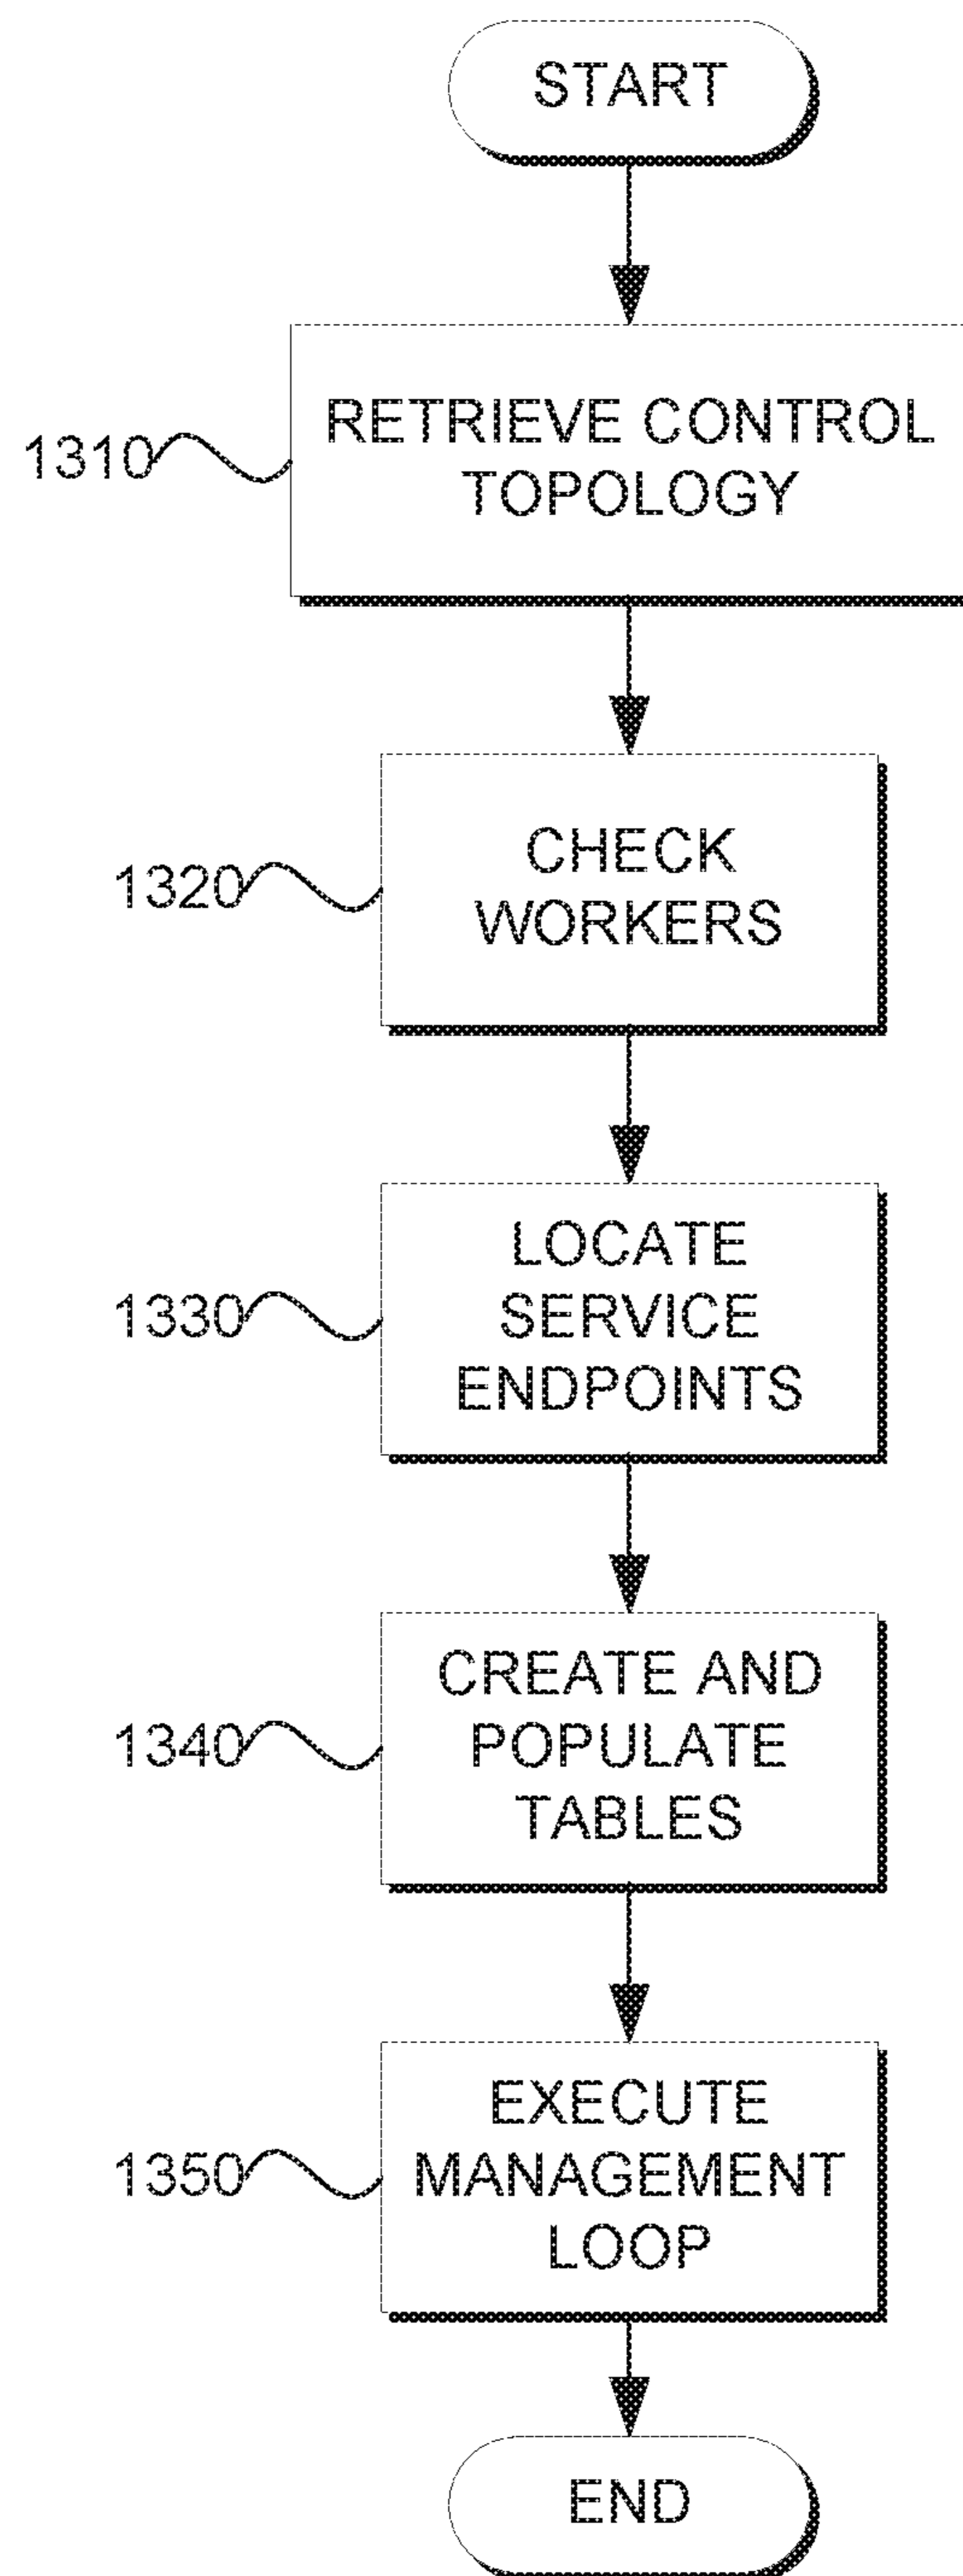 START
1310
RETRIEVE CONTROL
TOPOLOGY
1320
CHECK
WORKERS
1330
LOCATE
SERVICE
ENDPOINTS
1340
CREATE AND
POPULATE
TABLES
1350
EXECUTE
MANAGEMENT
LOOP
END